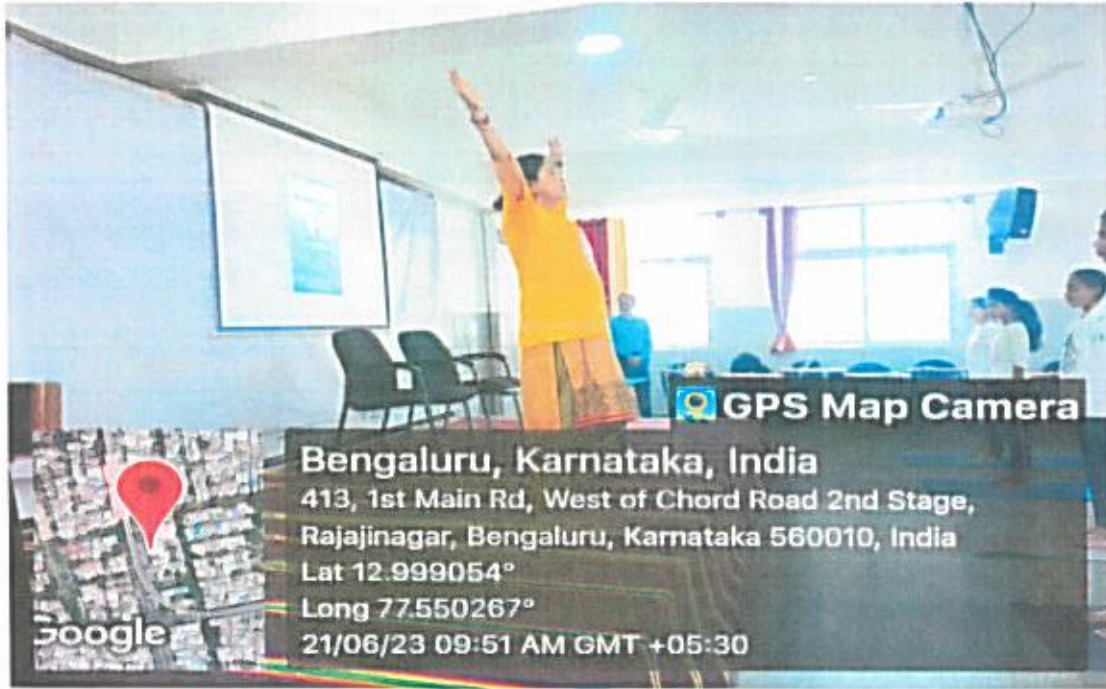 GPS Map Camera
Bengaluru, Karnataka, India
413, 1st Main Rd, West of Chord Road 2nd Stage,
Rajajinagar, Bengaluru, Karnataka 560010, India
Lat 12.999054°
Long 77.550267°
21/06/23 09:51 AM GMT +05:30
Google